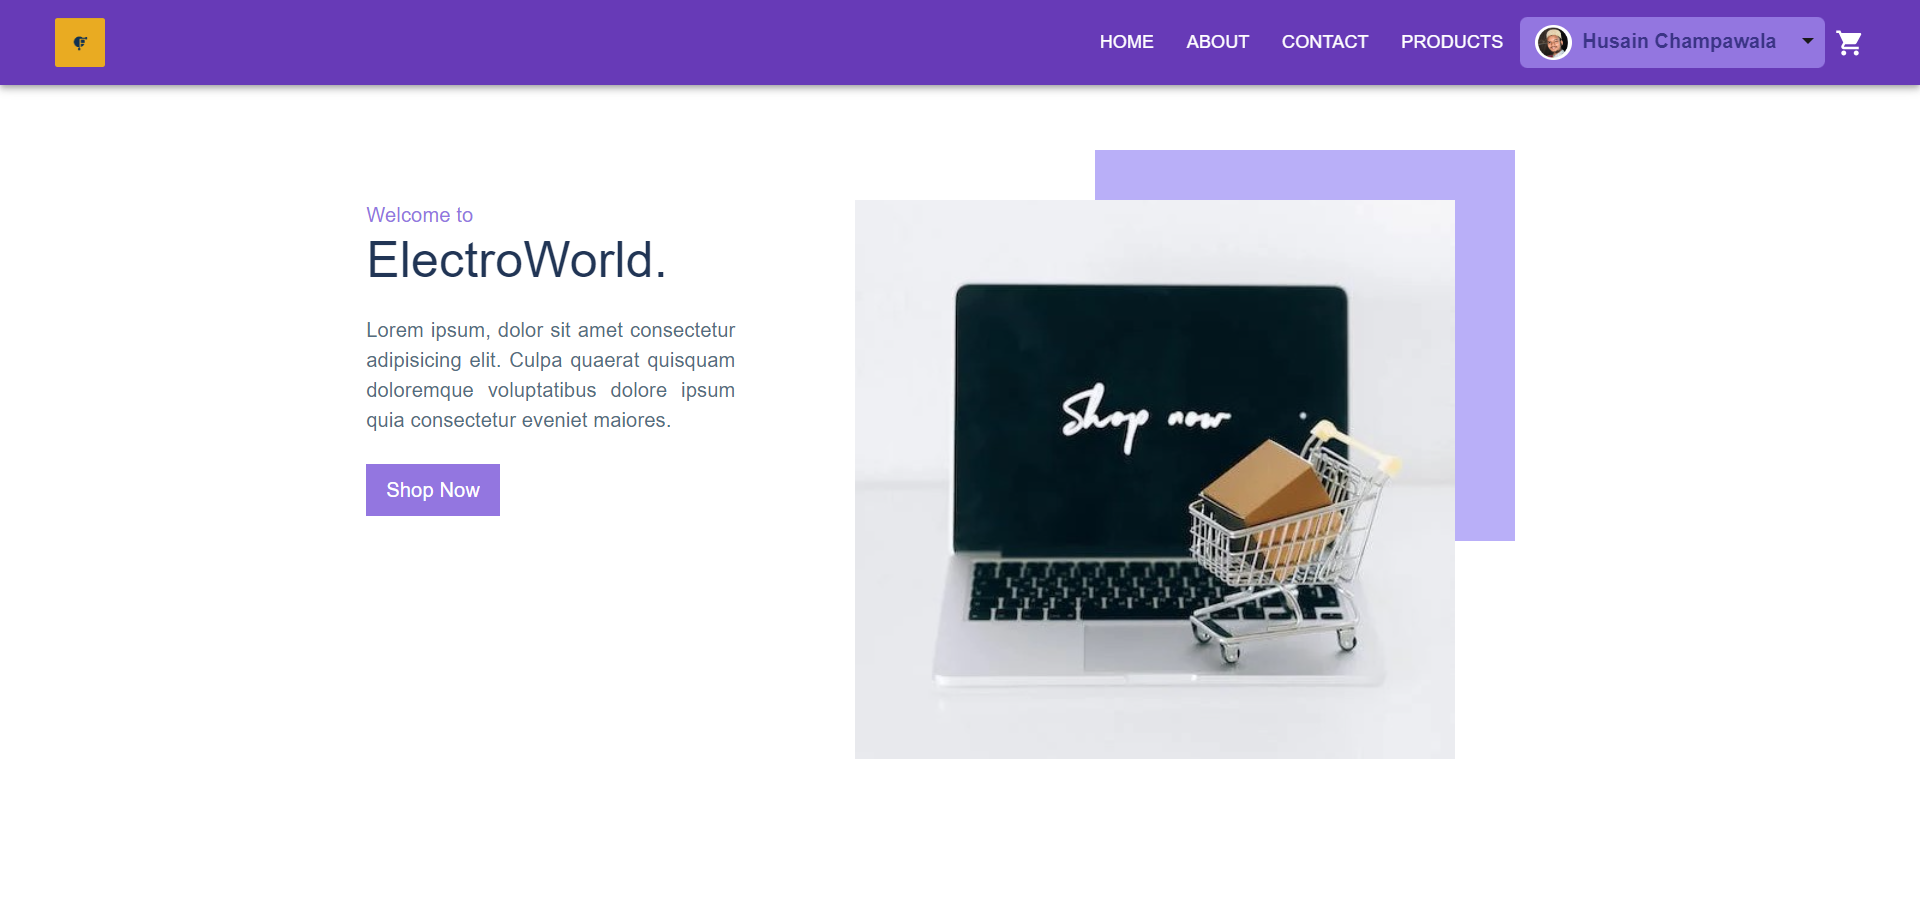 HOME ABOUT CONTACT PRODUCTS Husain Champawala
Welcome to
ElectroWorld.
Lorem ipsum, dolor sit amet consectetur
adipisicing elit. Culpa quaerat quisquam
doloremque voluptatibus dolore ipsum
quia consectetur eveniet maiores.
Shop Now
Shop now